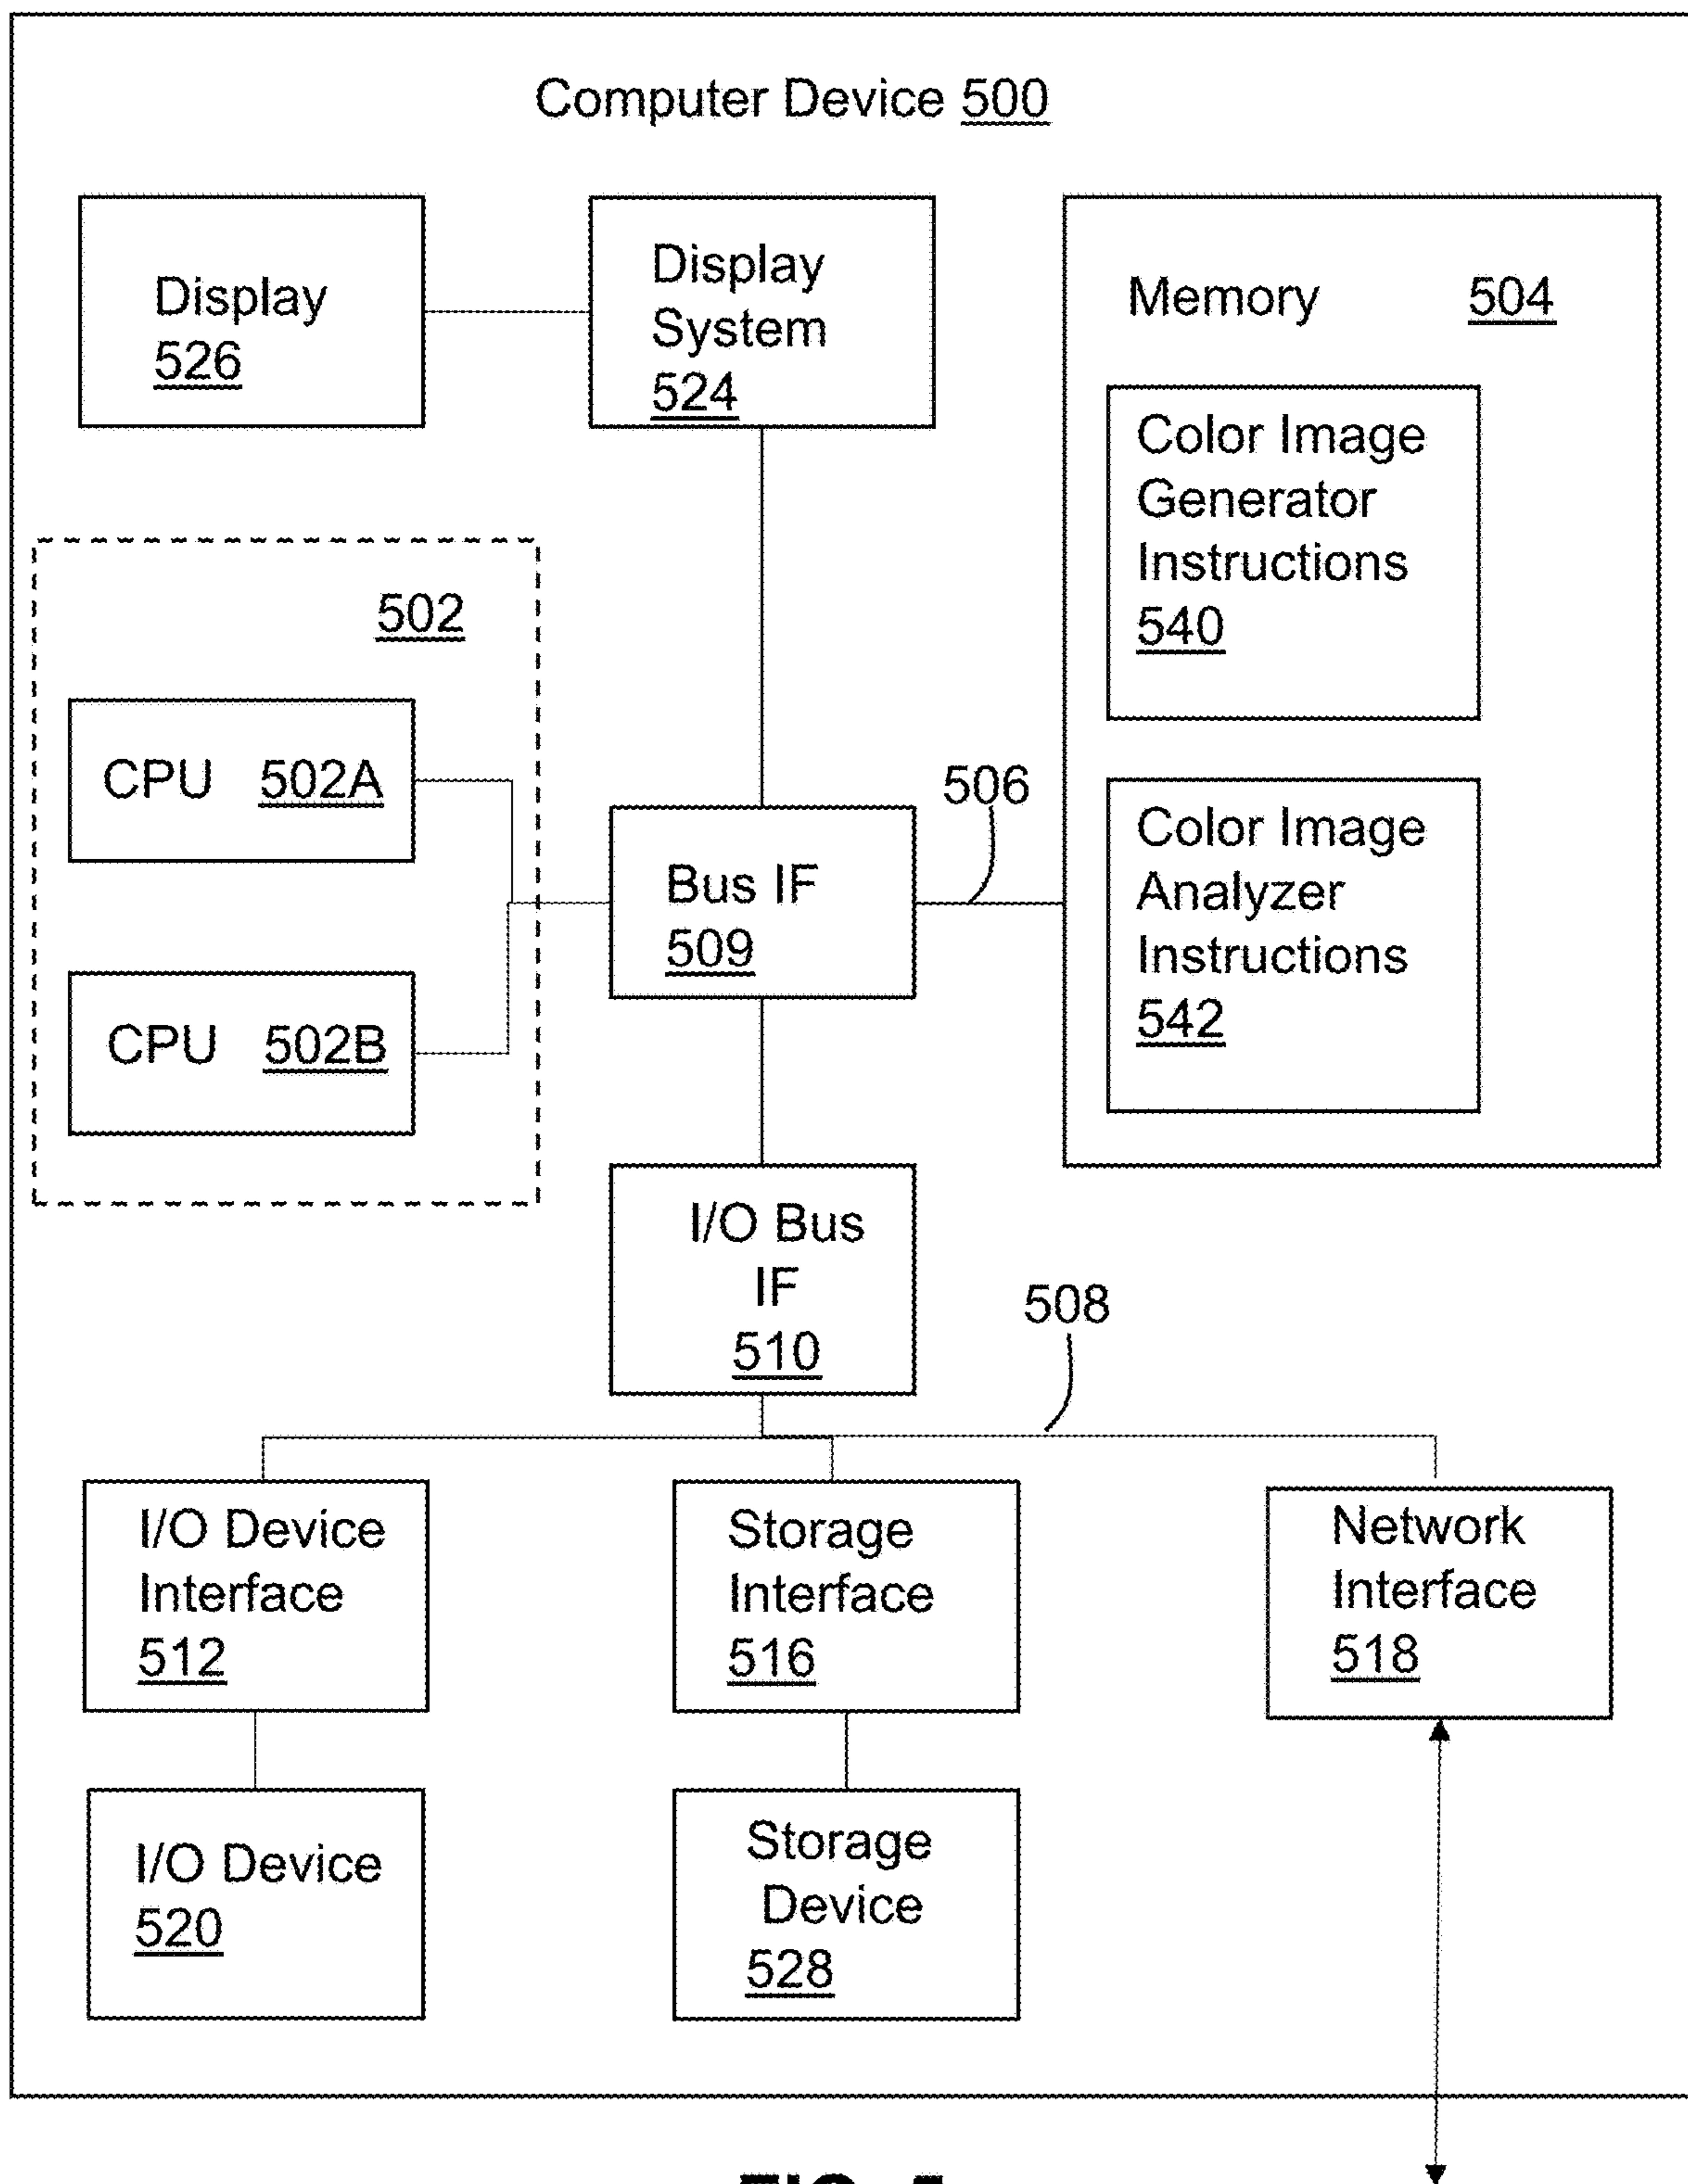 Computer Device 500
Display
526
Display
System
524
Memory 504
Color Image
Generator
Instructions
540
502
CPU 502A
506
Color Image
Analyzer
Instructions
542
Bus IF
509
CPU 502B
I/O Bus
IF
510
508
I/O Device
Interface
512
Storage
Interface
516
Network
Interface
518
I/O Device
520
Storage
Device
528